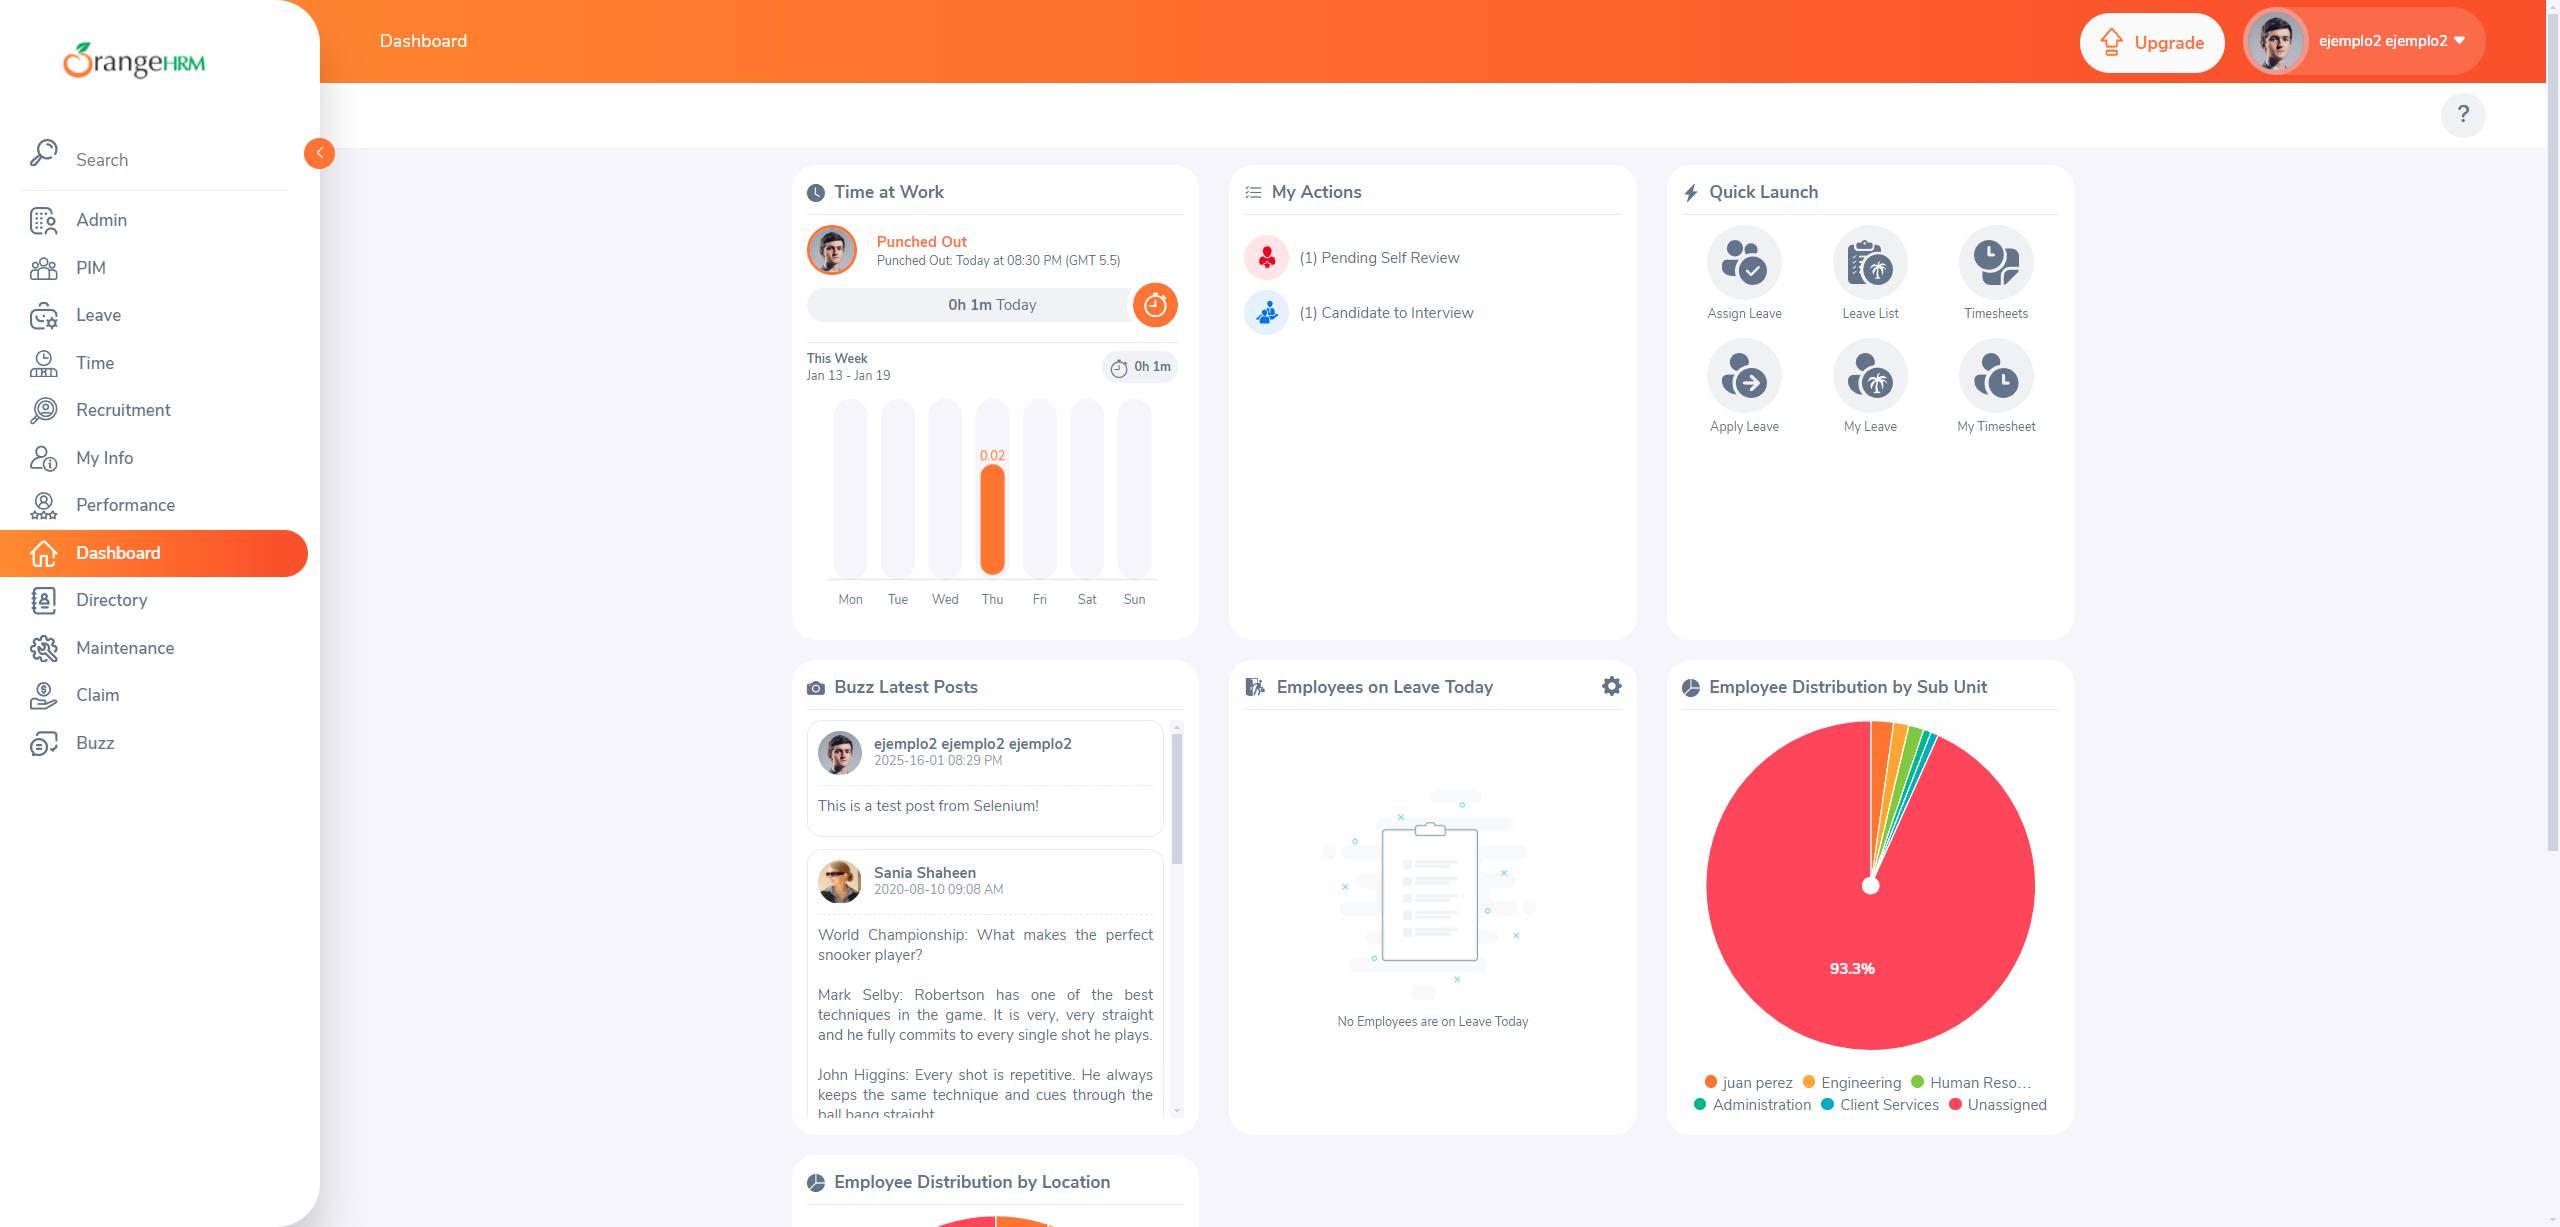 OrangeHRM
Dashboard
Upgrade
ejemplo2 ejemplo2
?
Search
Admin
PIM
Leave
Time
Recruitment
My Info
Performance
Dashboard
Directory
Maintenance
Claim
Buzz
Time at Work
Punched Out
Punched Out: Today at 08:30 PM (GMT 5.5)
0h 1m Today
This Week
Jan 13 - Jan 19
0h 1m
0.02
Mon Tue Wed Thu Fri Sat Sun
My Actions
(1) Pending Self Review
(1) Candidate to Interview
Quick Launch
Assign Leave
Leave List
Timesheets
Apply Leave
My Leave
My Timesheet
Buzz Latest Posts
ejemplo2 ejemplo2 ejemplo2
2025-16-01 08:29 PM
This is a test post from Selenium!
Sania Shaheen
2020-08-10 09:08 AM
World Championship: What makes the perfect
snooker player?
Mark Selby: Robertson has one of the best
techniques in the game. It is very, very straight
and he fully commits to every single shot he plays.
John Higgins: Every shot is repetitive. He always
keeps the same technique and cues through the
ball bang straight
Employees on Leave Today
No Employees are on Leave Today
Employee Distribution by Sub Unit
93.3%
juan perez Engineering Human Reso...
Administration Client Services Unassigned
Employee Distribution by Location